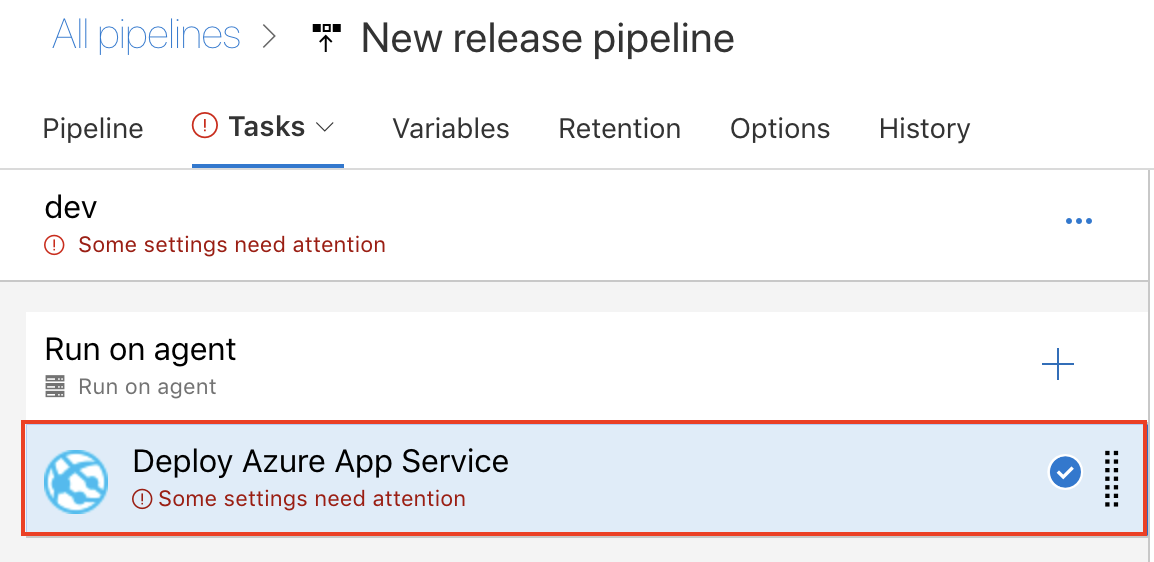 All pipelines > New release pipeline
Pipeline Tasks Variables Retention Options History
dev
Some settings need attention
Run on agent
Run on agent
Deploy Azure App Service
Some settings need attention